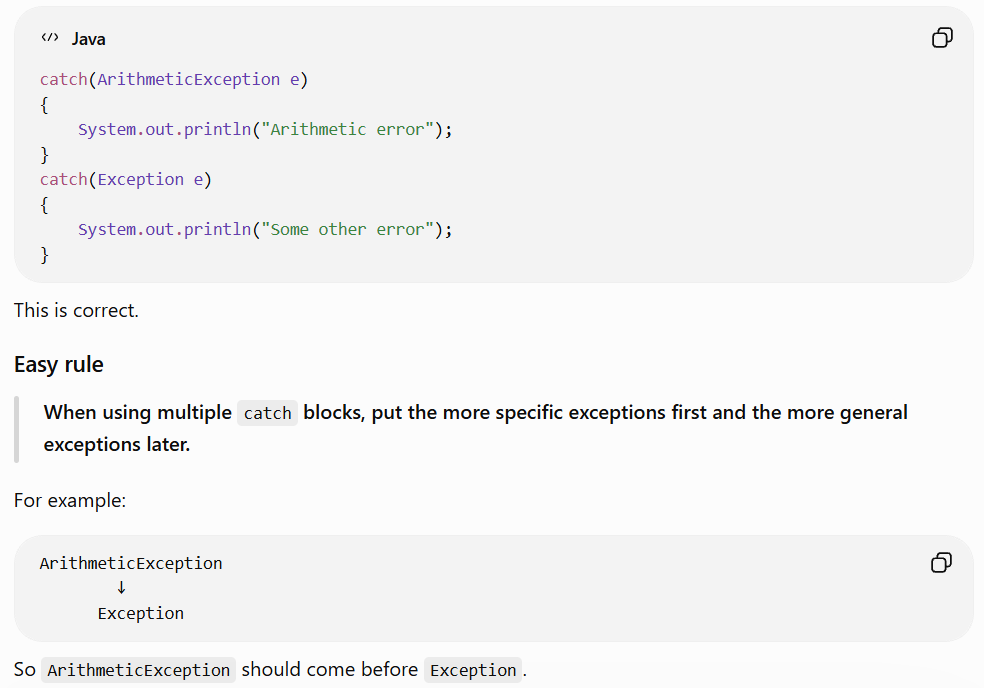 Java
catch(ArithmeticException e)
{
    System.out.println("Arithmetic error");
}
catch(Exception e)
{
    System.out.println("Some other error");
}
This is correct.
Easy rule
When using multiple catch blocks, put the more specific exceptions first and the more general
exceptions later.
For example:
ArithmeticException
↓
Exception
So ArithmeticException should come before Exception.